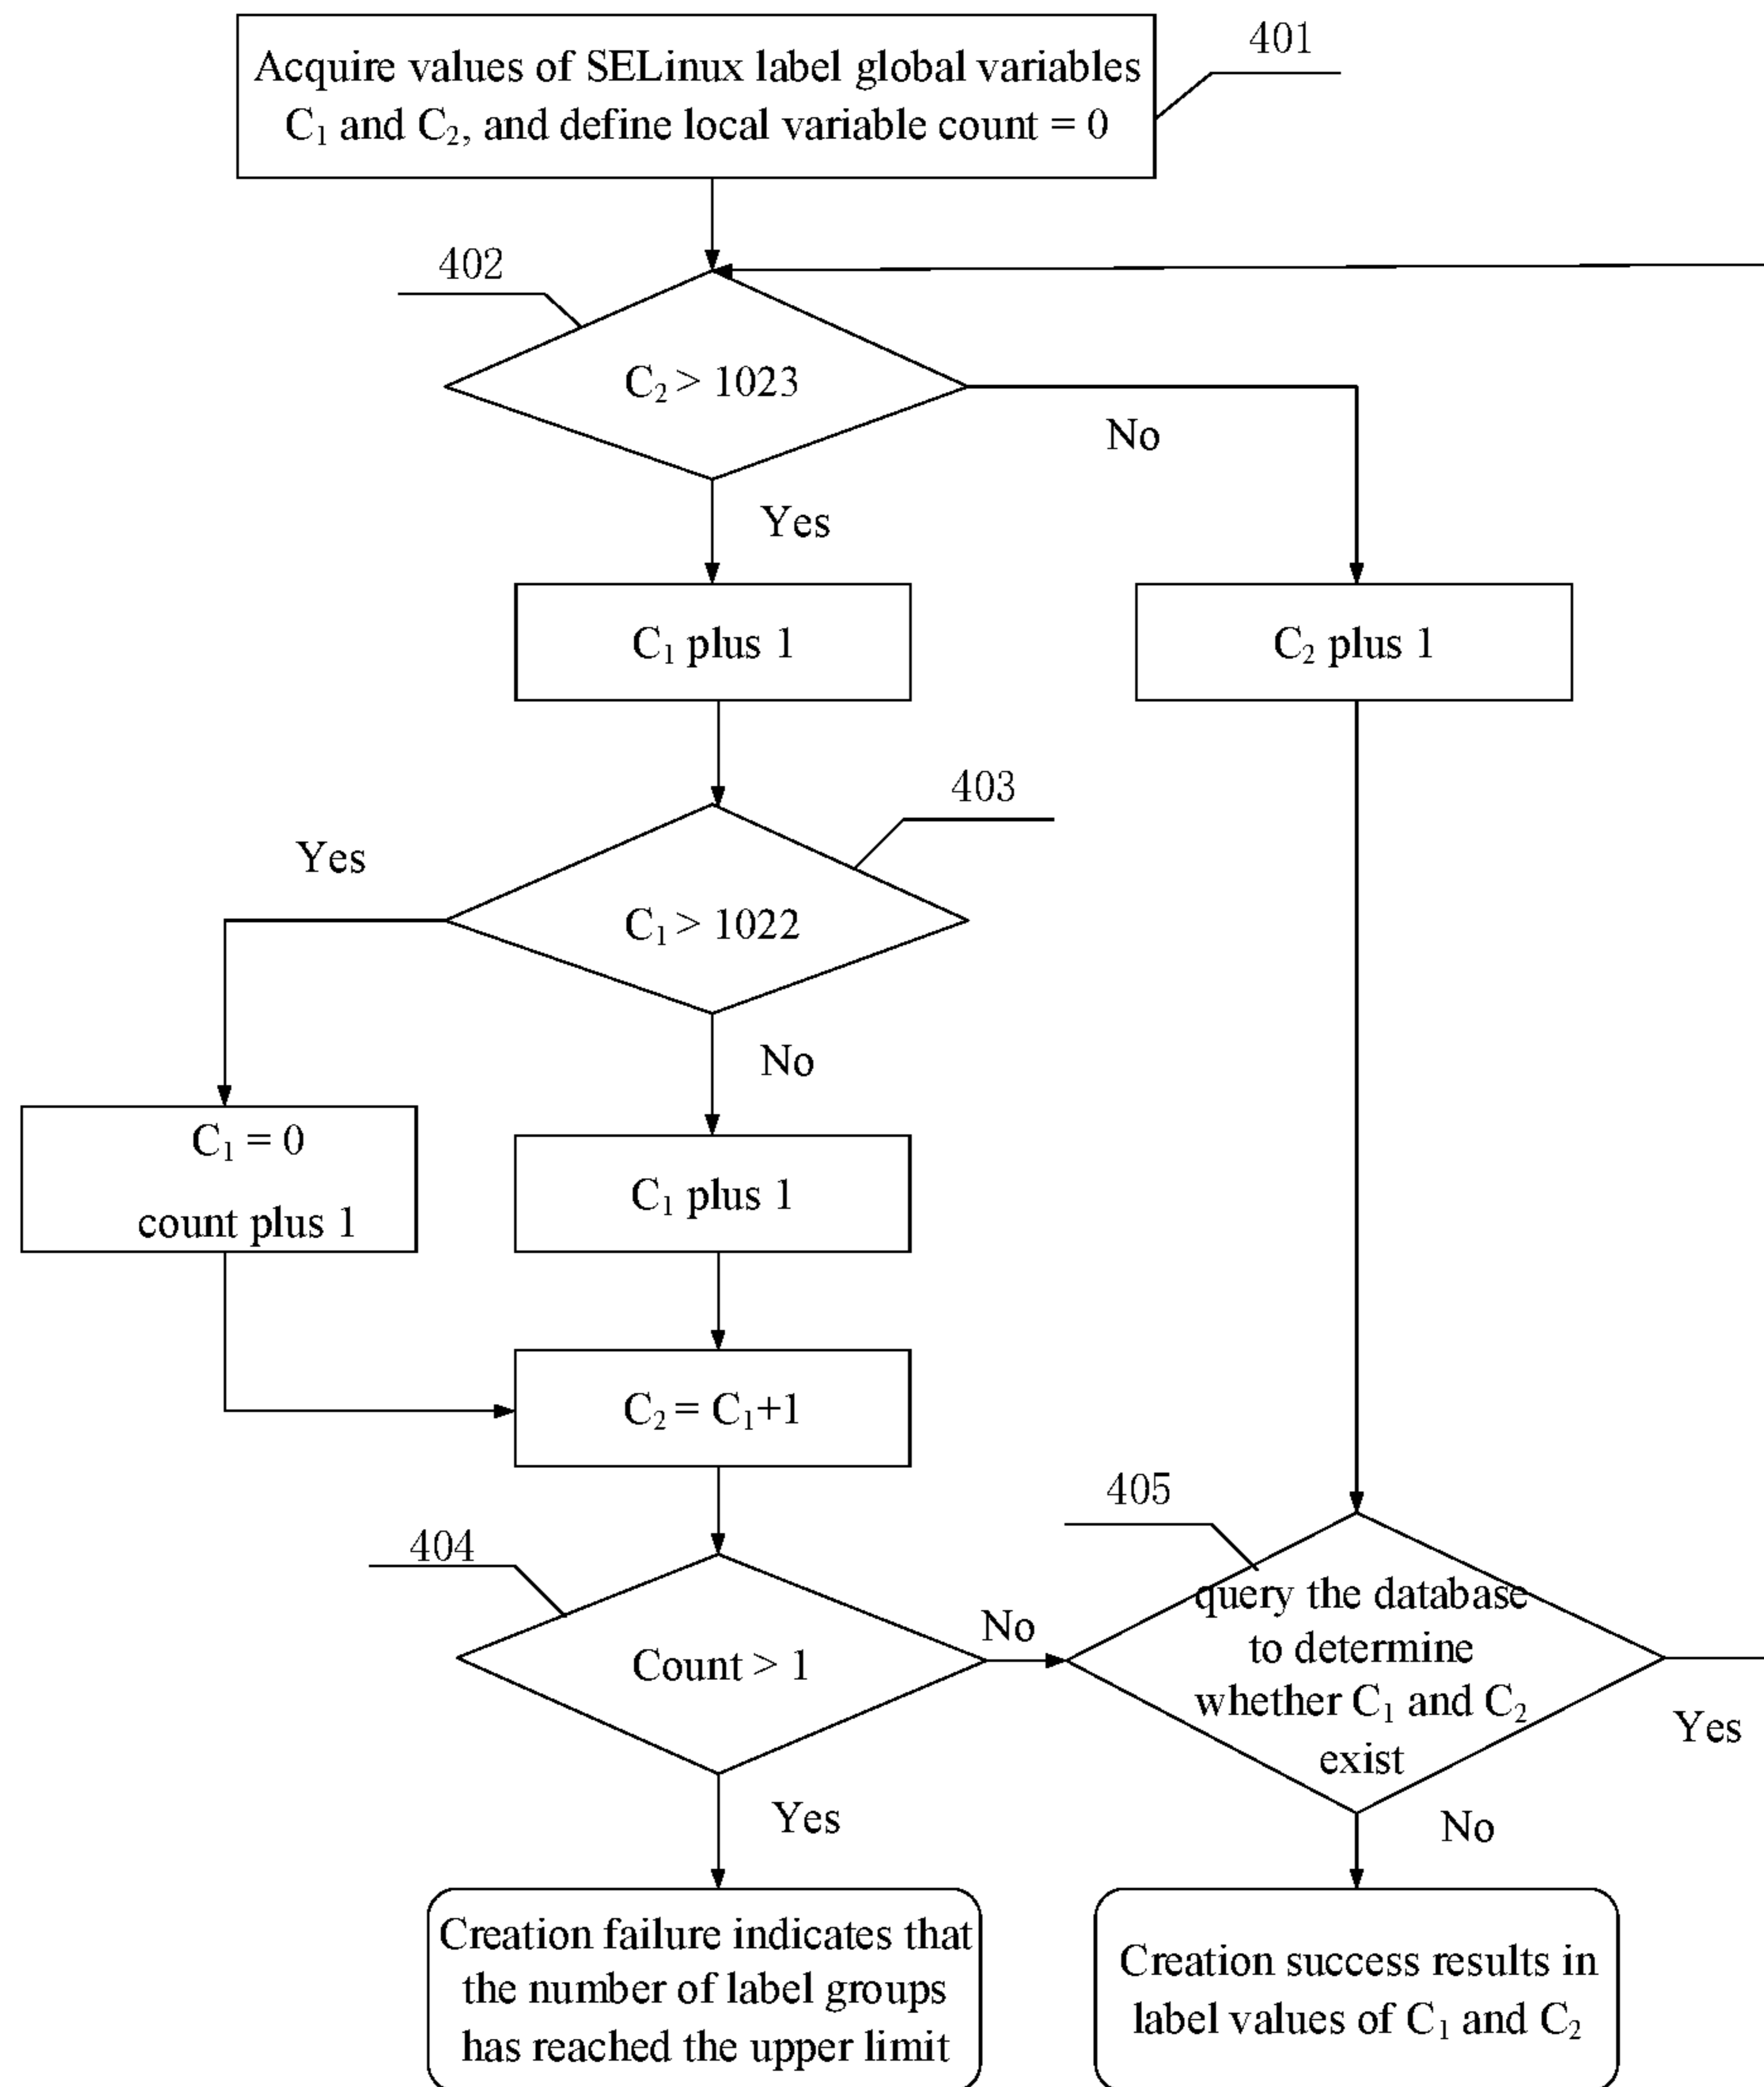 Acquire values of SELinux label global variables
C₁ and C₂, and define local variable count = 0
401
402
C₂ > 1023
No
Yes
C₁ plus 1
C₂ plus 1
403
Yes
C₁ > 1022
No
C₁ = 0
count plus 1
C₁ plus 1
C₂ = C₁+1
404
405
Count > 1
No
query the database
to determine
whether C₁ and C₂
exist
Yes
Yes
No
Creation failure indicates that
the number of label groups
has reached the upper limit
Creation success results in
label values of C₁ and C₂